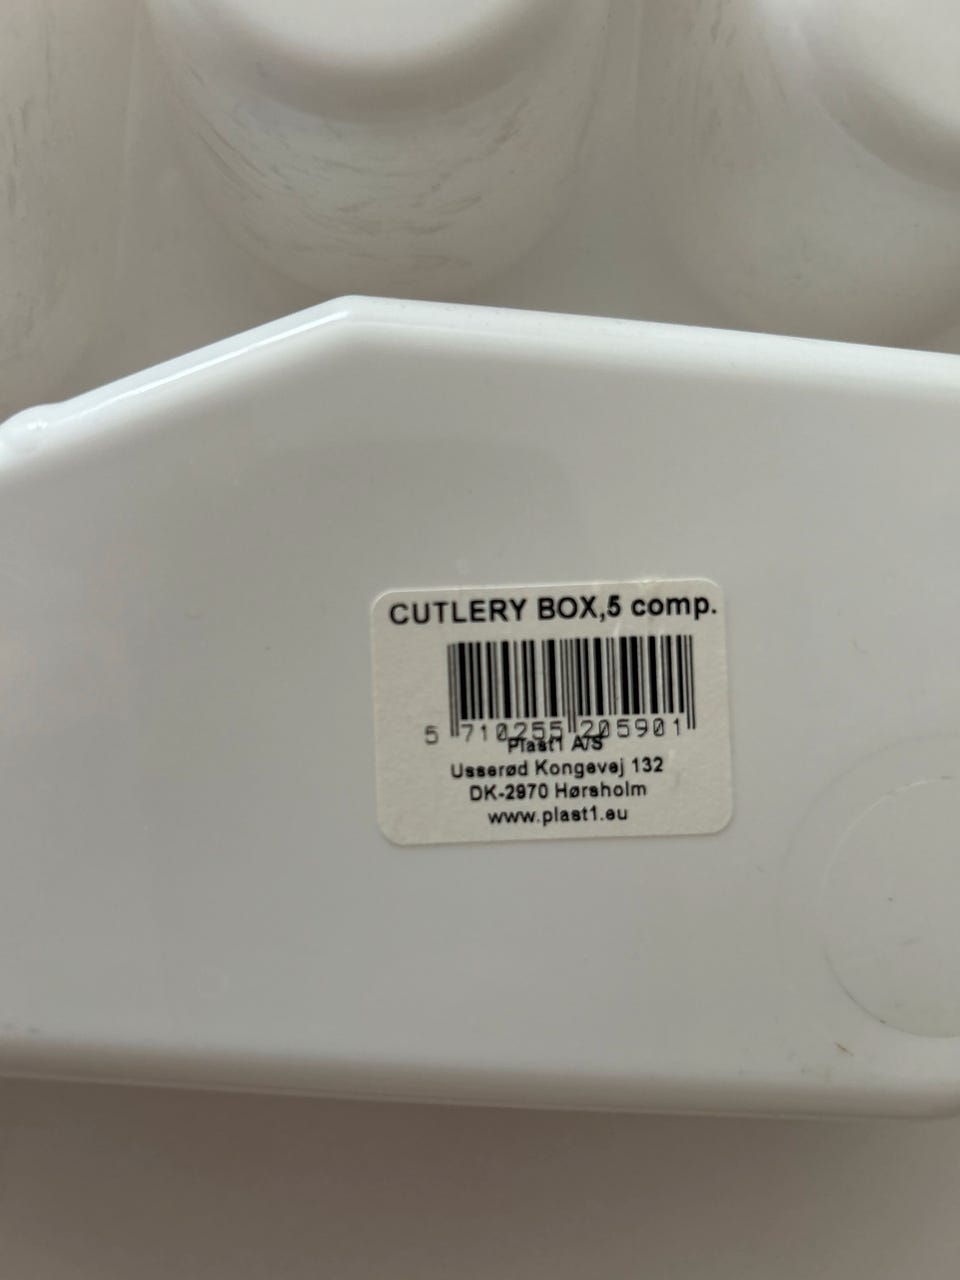 CUTLERY BOX,5 comp.
5 710255 205901
Plast1 A/S
Usserød Kongevej 132
DK-2970 Hørsholm
www.plast1.eu